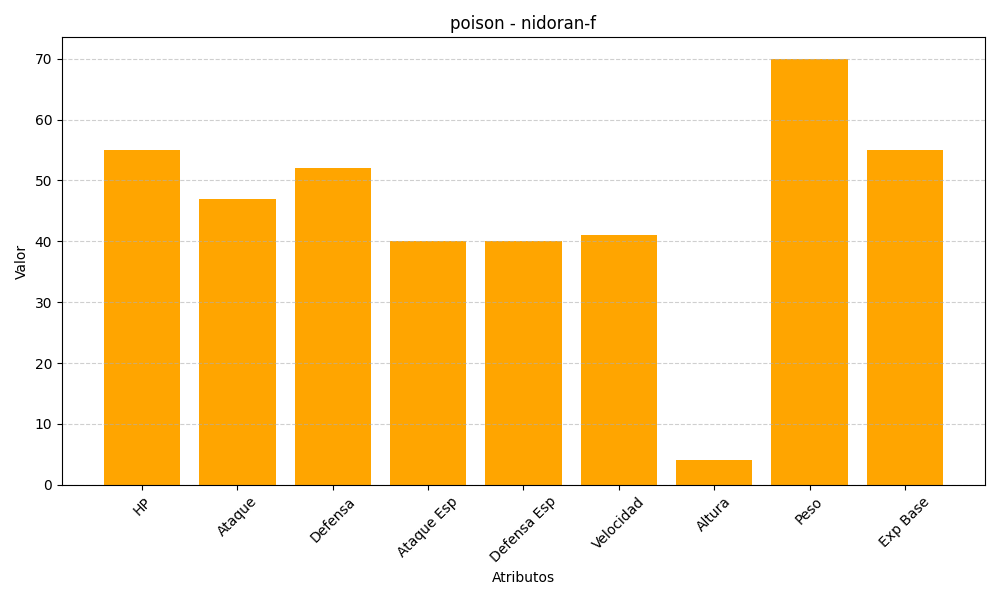 poison - nidoran-f
Valor
70
60
50
40
30
20
10
0
HP
Ataque
Defensa
Ataque Esp
Defensa Esp
Velocidad
Altura
Peso
Exp Base
Atributos